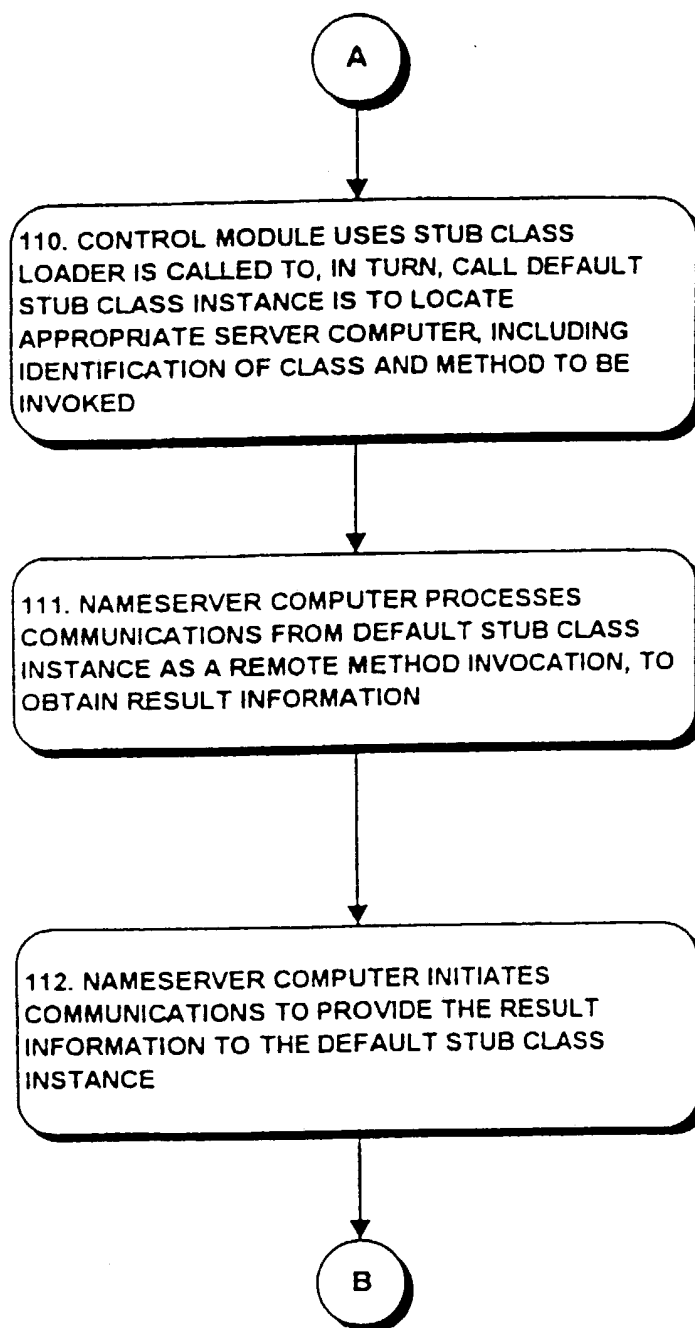 A
110. CONTROL MODULE USES STUB CLASS
LOADER IS CALLED TO, IN TURN, CALL DEFAULT
STUB CLASS INSTANCE IS TO LOCATE
APPROPRIATE SERVER COMPUTER, INCLUDING
IDENTIFICATION OF CLASS AND METHOD TO BE
INVOKED
111. NAMESERVER COMPUTER PROCESSES
COMMUNICATIONS FROM DEFAULT STUB CLASS
INSTANCE AS A REMOTE METHOD INVOCATION, TO
OBTAIN RESULT INFORMATION
112. NAMESERVER COMPUTER INITIATES
COMMUNICATIONS TO PROVIDE THE RESULT
INFORMATION TO THE DEFAULT STUB CLASS
INSTANCE
B